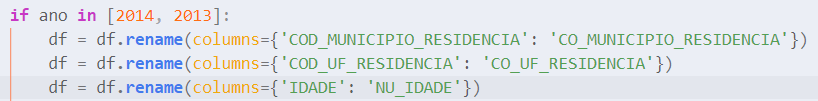 if ano in [2014, 2013]:
    df = df.rename(columns={'COD_MUNICIPIO_RESIDENCIA': 'CO_MUNICIPIO_RESIDENCIA'})
    df = df.rename(columns={'COD_UF_RESIDENCIA': 'CO_UF_RESIDENCIA'})
    df = df.rename(columns={'IDADE': 'NU_IDADE'})